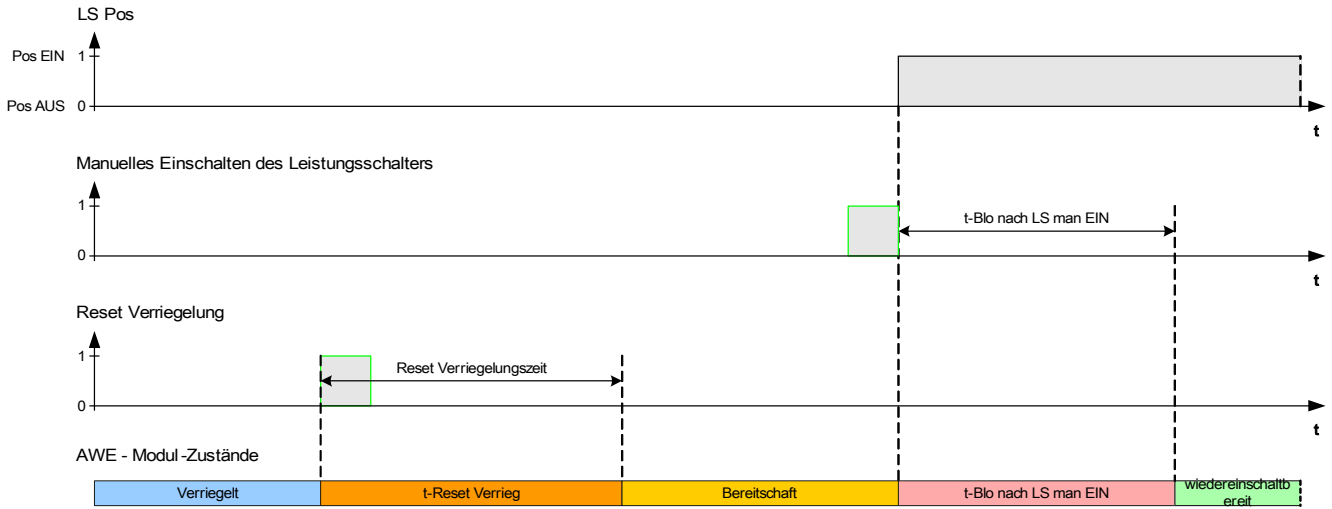 LS Pos
Pos EIN 1
Pos AUS 0
t
Manuelles Einschalten des Leistungsschalters
1
t-Blo nach LS man EIN
0
t
Reset Verriegelung
1
Reset Verriegelungszeit
0
t
AWE - Modul-Zustände
Verriegelt
t-Reset Verrieg
Bereitschaft
t-Blo nach LS man EIN
wiedereinschaltb
ereit